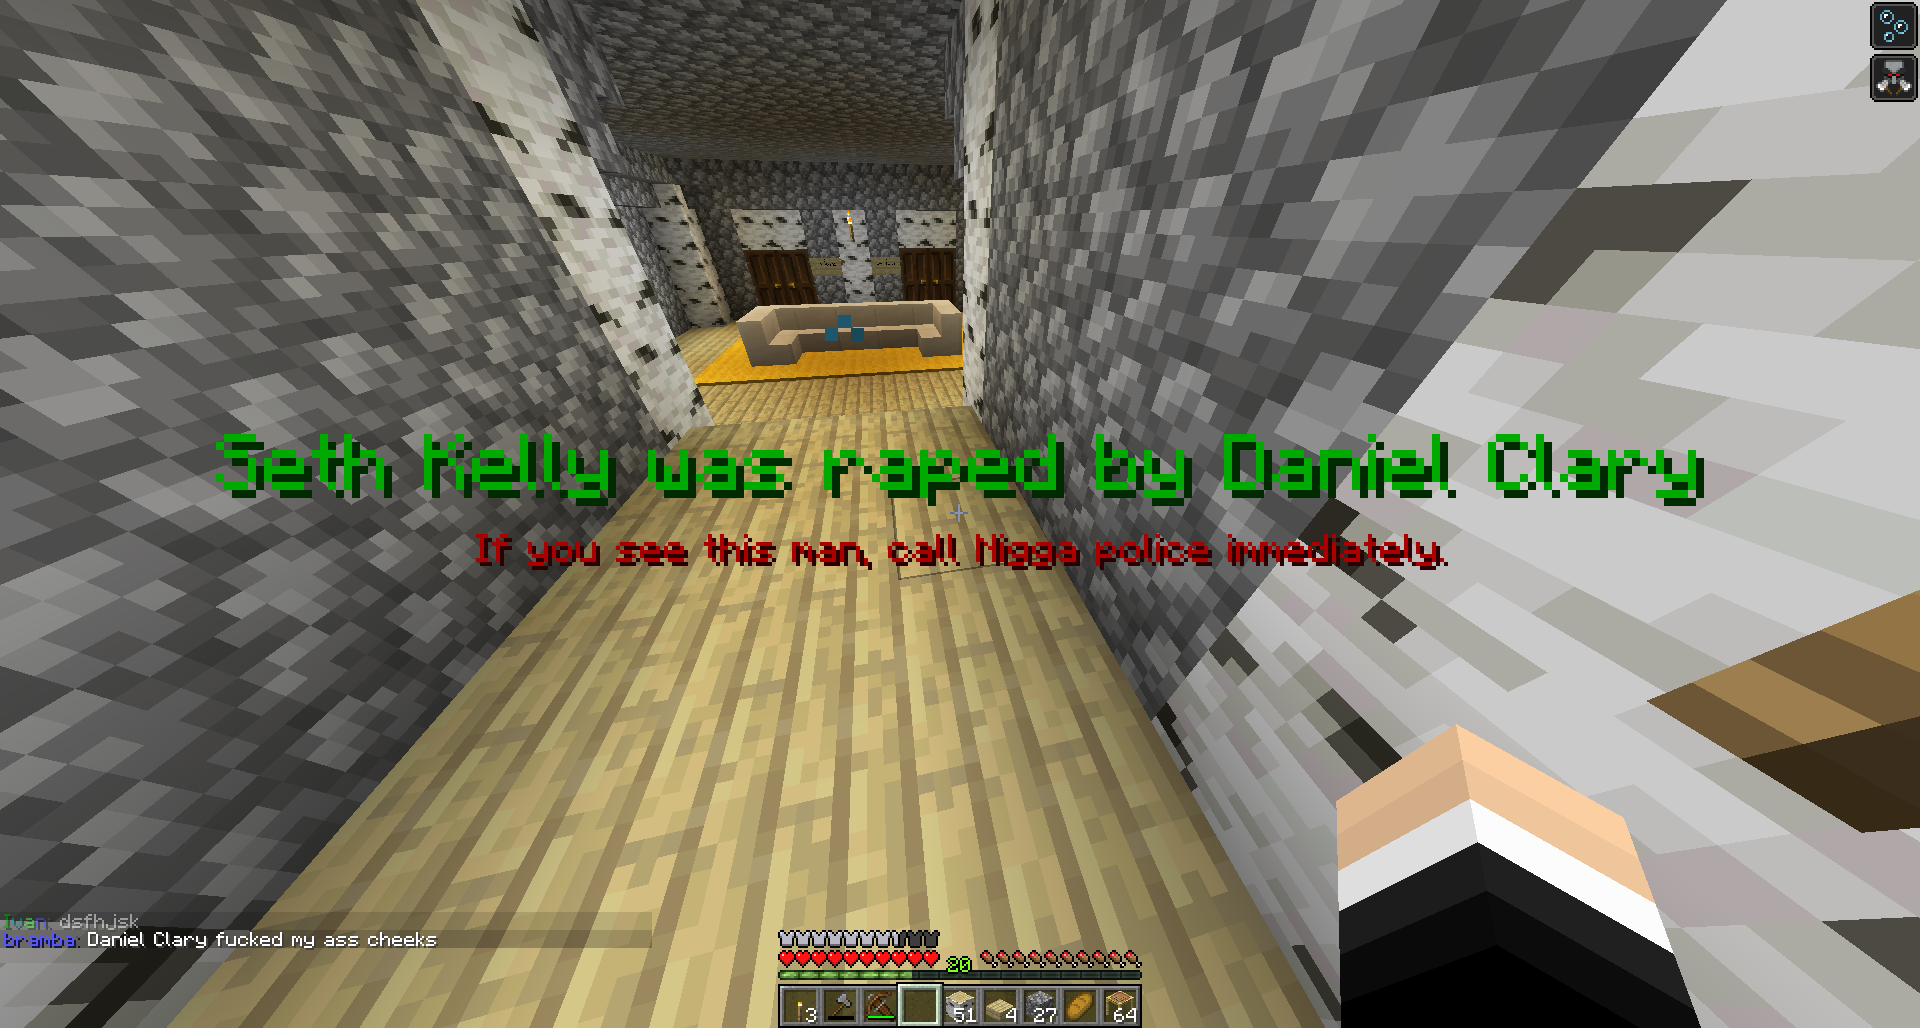 Seth Kelly was raped by Daniel Clary
If you see this man, call Nigga police immediately.
Ivan: dsfhjsk
bramba: Daniel Clary fucked my ass cheeks
20
3
51
4
27
64